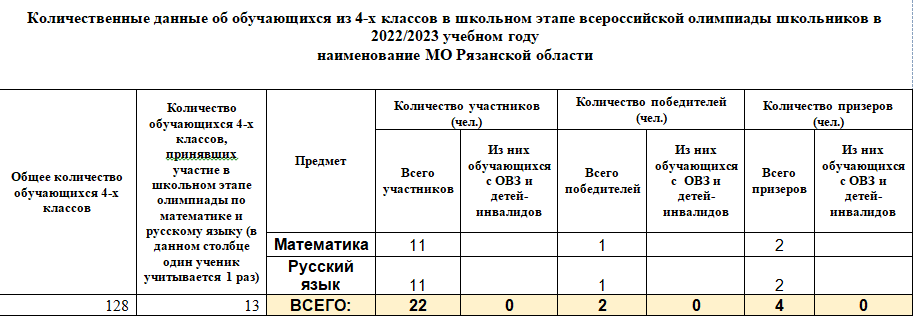 Количественные данные об обучающихся из 4-х классов в школьном этапе всероссийской олимпиады школьников в
2022/2023 учебном году
наименование МО Рязанской области
Общее количество
обучающихся 4-х
классов
Количество
обучающихся 4-х
классов,
принявших
участие в
школьном этапе
олимпиады по
математике и
русскому языку (в
данном столбце
один ученик
учитывается 1 раз)
Предмет
Количество участников
(чел.)
Количество победителей
(чел.)
Количество призеров
(чел.)
Всего
участников
Из них
обучающихся
с ОВЗ и
детей-
инвалидов
Всего
победителей
Из них
обучающихся
с ОВЗ и
детей-
инвалидов
Всего
призеров
Из них
обучающихся
с ОВЗ и
детей-
инвалидов
Математика 11 1 2
Русский
язык 11 1 2
128 13 ВСЕГО: 22 0 2 0 4 0